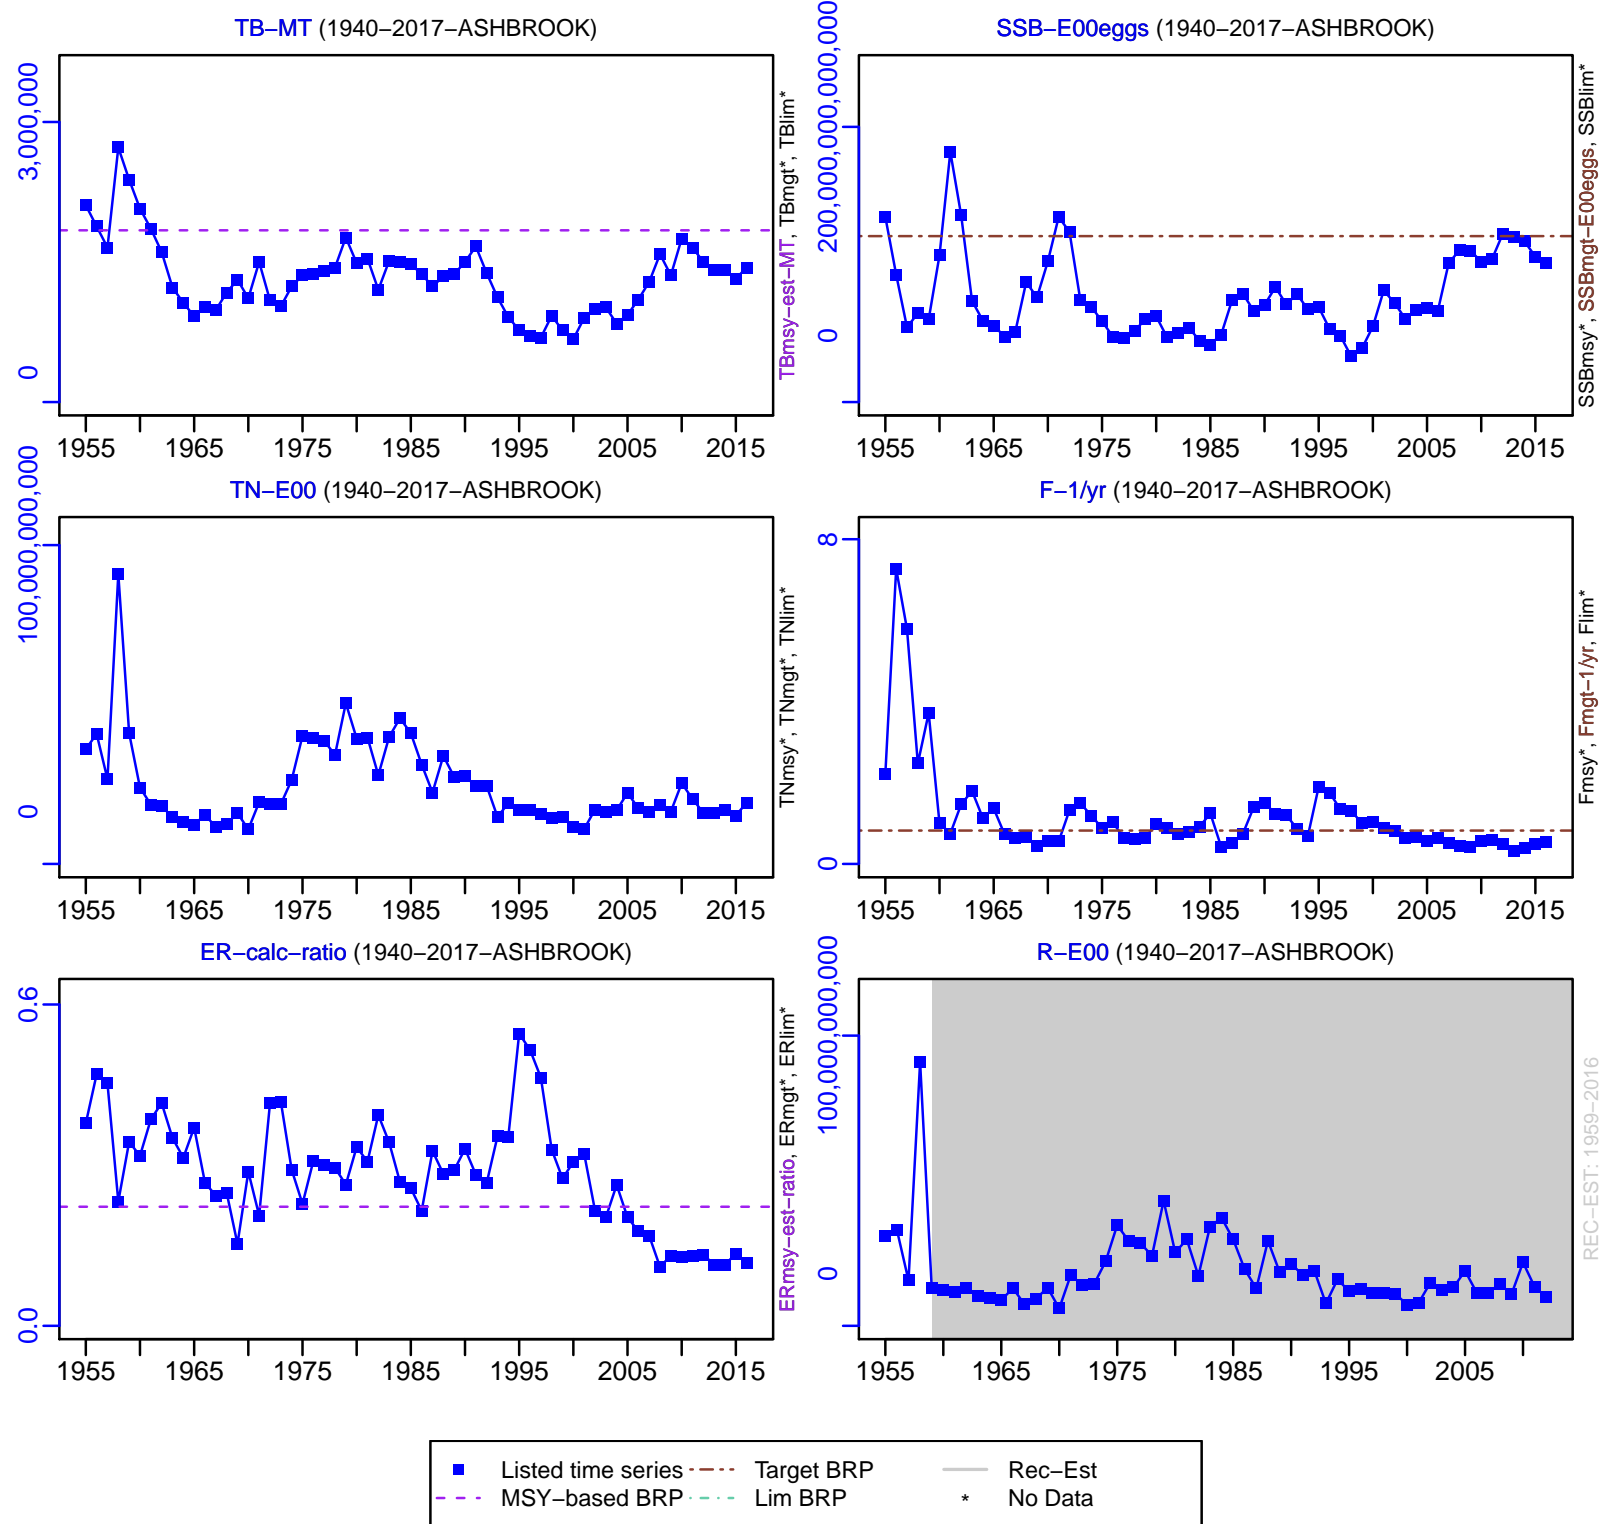 TB−MT (1940−2017−ASHBROOK)
3,000,000
0
TBmsy−est−MT, TBmgt*, TBlim*
1955 1965 1975 1985 1995 2005 2015
SSB−E00eggs (1940−2017−ASHBROOK)
200,000,000,000,000
0
SSBmsy*, SSBmgt−E00eggs, SSBlim*
1955 1965 1975 1985 1995 2005 2015
TN−E00 (1940−2017−ASHBROOK)
100,000,000,000
0
TNmsy*, TNmgt*, TNlim*
1955 1965 1975 1985 1995 2005 2015
F−1/yr (1940−2017−ASHBROOK)
8
0
Fmsy*, Fmgt−1/yr, Flim*
1955 1965 1975 1985 1995 2005 2015
ER−calc−ratio (1940−2017−ASHBROOK)
0.6
0.0
ERmsy−est−ratio, ERmgt*, ERlim*
1955 1965 1975 1985 1995 2005 2015
R−E00 (1940−2017−ASHBROOK)
100,000,000,000
0
REC−EST: 1959−2016
1955 1965 1975 1985 1995 2005
Listed time series
Target BRP
Rec−Est
MSY−based BRP
Lim BRP
* No Data